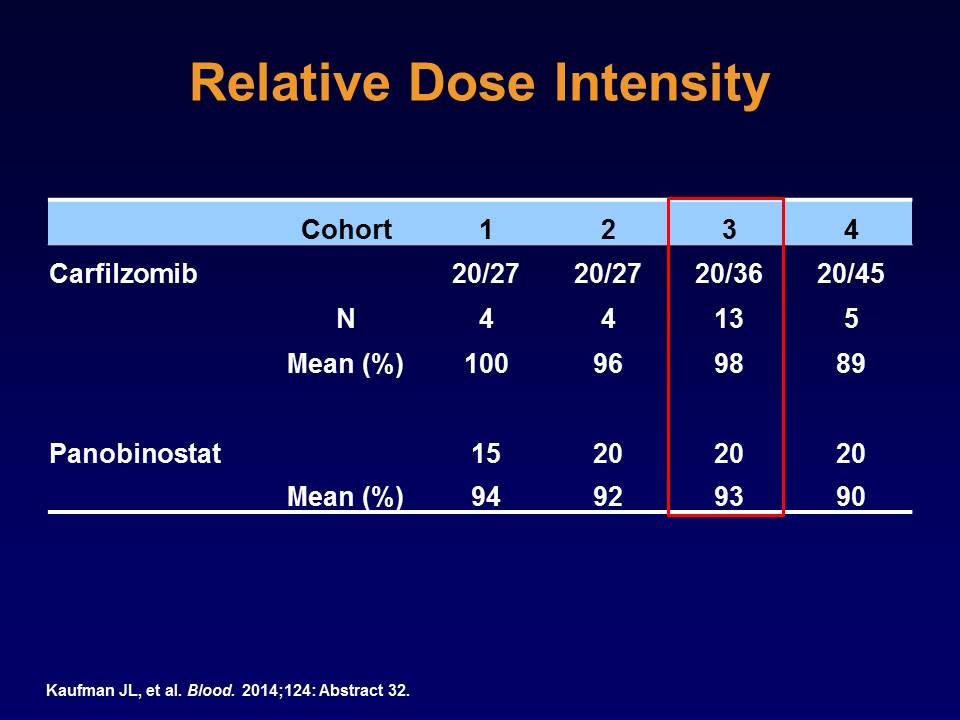 Relative Dose Intensity
Cohort 1 2 3 4
Carfilzomib 20/27 20/27 20/36 20/45
N 4 4 13 5
Mean (%) 100 96 98 89
Panobinostat 15 20 20 20
Mean (%) 94 92 93 90
Kaufman JL, et al. Blood. 2014;124: Abstract 32.